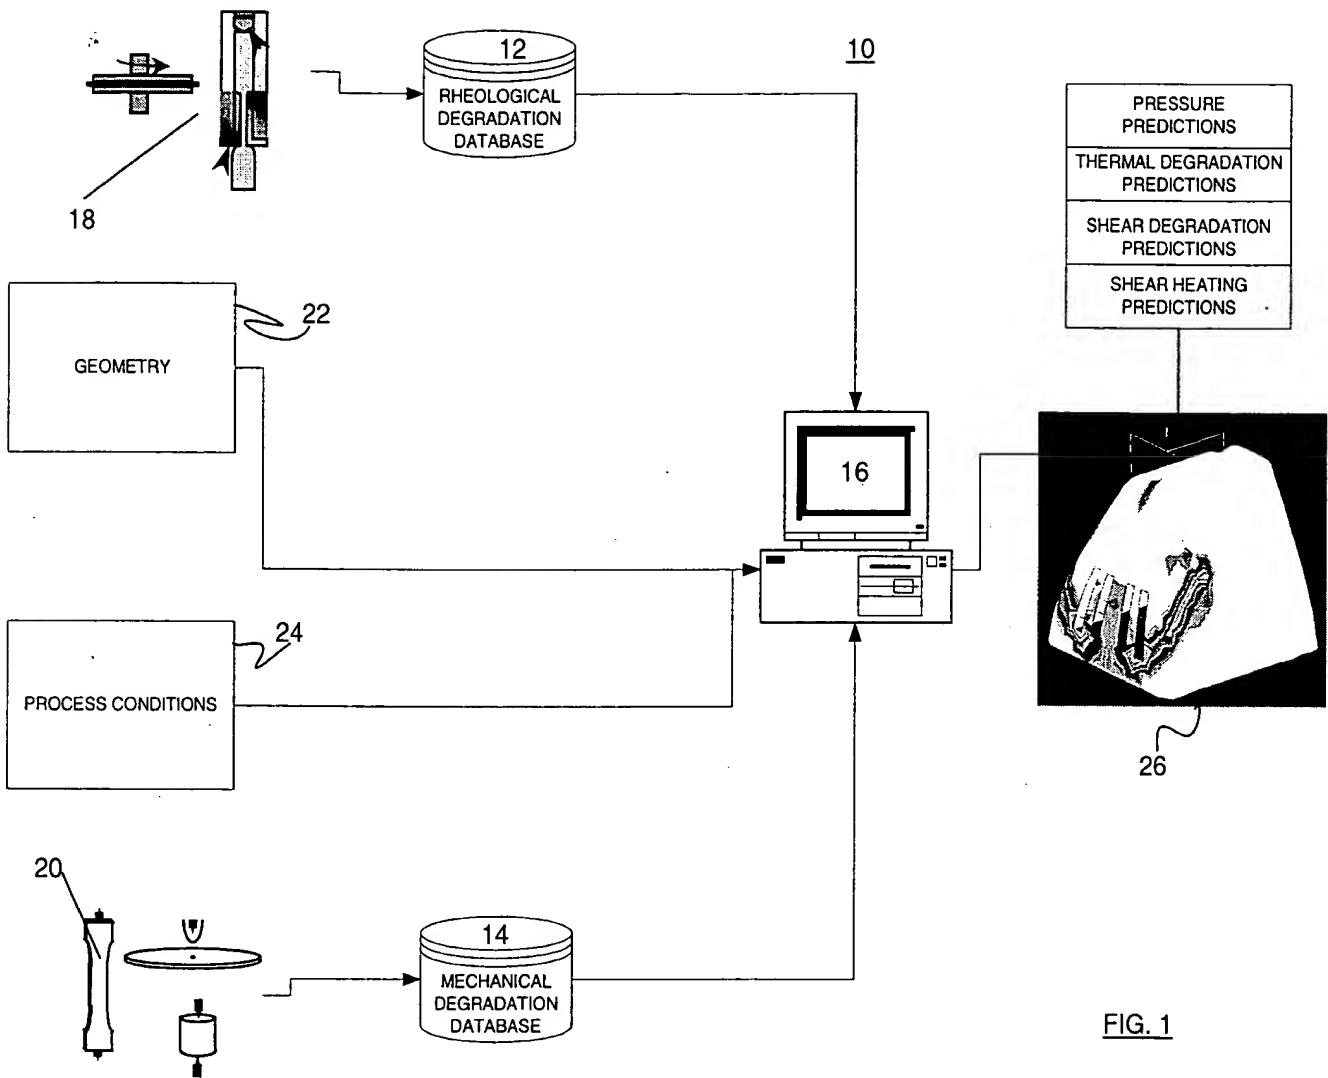 12
RHEOLOGICAL
DEGRADATION
DATABASE
10
PRESSURE
PREDICTIONS
THERMAL DEGRADATION
PREDICTIONS
SHEAR DEGRADATION
PREDICTIONS
SHEAR HEATING
PREDICTIONS
18
22
GEOMETRY
16
24
PROCESS CONDITIONS
26
20
14
MECHANICAL
DEGRADATION
DATABASE
FIG. 1